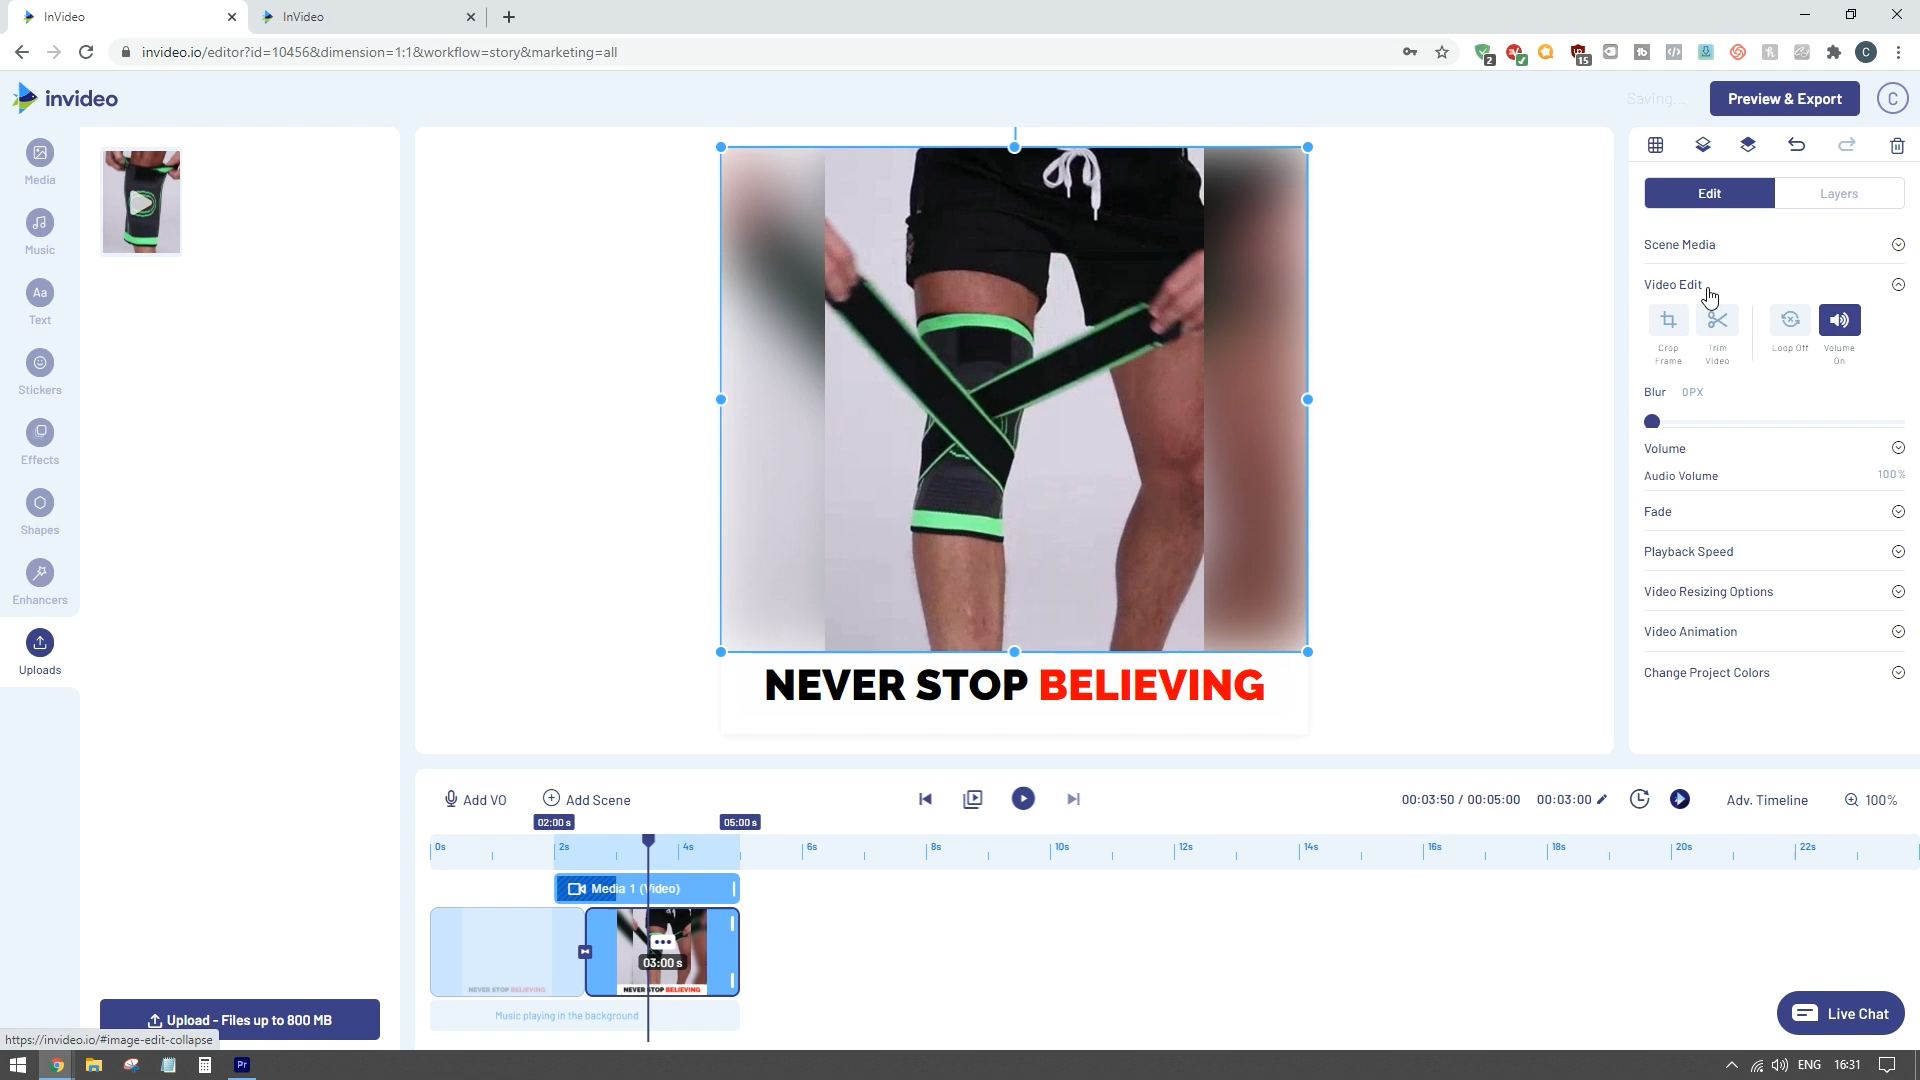 InVideo
InVideo
invideo.io/editor?id=10456&dimension=1:1&workflow=story&marketing=all
2
15
C
invideo
Saving...
Preview & Export
C
Media
Music
Aa
Text
Stickers
Effects
Shapes
Enhancers
Uploads
Upload - Files up to 800 MB
https://invideo.io/#image-edit-collapse
NEVER STOP BELIEVING
Edit
Layers
Scene Media
Video Edit
Crop Frame
Trim Video
Loop Off
Volume On
Blur 0PX
Volume
Audio Volume 100%
Fade
Playback Speed
Video Resizing Options
Video Animation
Change Project Colors
Add VO
Add Scene
00:03:50 / 00:05:00
00:03:00
Adv. Timeline
100%
02:00 s
05:00 s
0s 2s 4s 6s 8s 10s 12s 14s 16s 18s 20s 22s
Media 1 (Video)
03:00 s
NEVER STOP BELIEVING
NEVER STOP BELIEVING
Music playing in the background
Live Chat
Pr
ENG
16:31